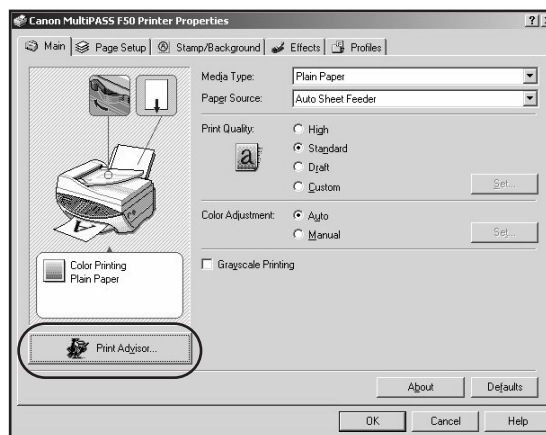 Canon MultiPASS F50 Printer Properties
Main Page Setup Stamp/Background Effects Profiles
Media Type: Plain Paper
Paper Source: Auto Sheet Feeder
Print Quality: High
a Standard
Draft
Custom Set...
Color Adjustment: Auto
Manual Set...
Color Printing
Plain Paper
Grayscale Printing
Print Advisor...
About Defaults
OK Cancel Help